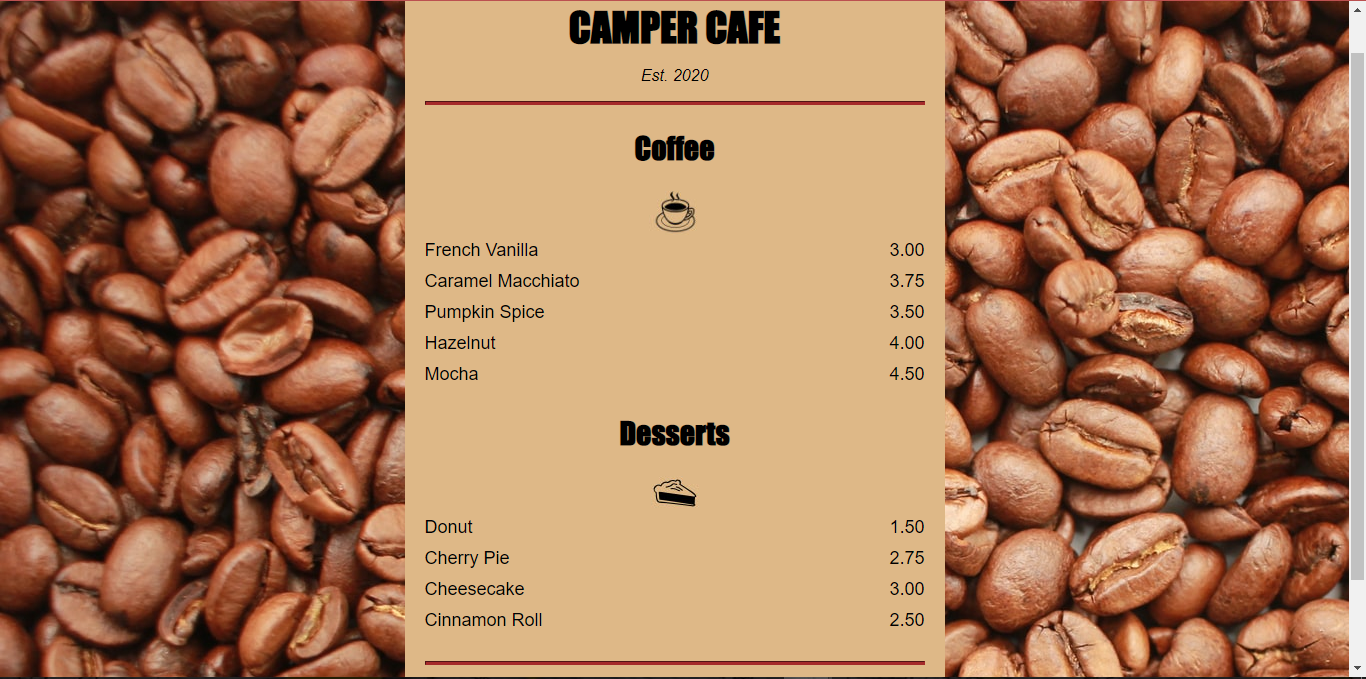 CAMPER CAFE
Est. 2020
Coffee
French Vanilla 3.00
Caramel Macchiato 3.75
Pumpkin Spice 3.50
Hazelnut 4.00
Mocha 4.50
Desserts
Donut 1.50
Cherry Pie 2.75
Cheesecake 3.00
Cinnamon Roll 2.50